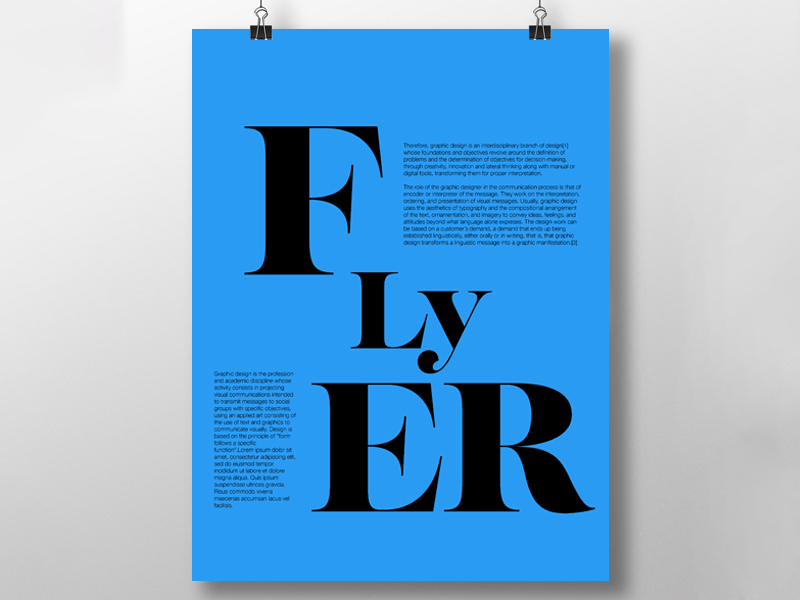 F
Therefore, graphic design is an interdisciplinary branch of design[1]
whose foundations and objectives revolve around the definition of
problems and the determination of objectives for decision-making,
through creativity, innovation and lateral thinking along with manual or
digital tools, transforming them for proper interpretation.
The role of the graphic designer in the communication process is that of
encoder or interpreter of the message. They work on the interpretation,
ordering, and presentation of visual messages. Usually, graphic design
uses the aesthetics of typography and the compositional arrangement
of the text, ornamentation, and imagery to convey ideas, feelings, and
attitudes beyond what language alone expresses. The design work can
be based on a customer's demand, a demand that ends up being
established linguistically, either orally or in writing, that is, that graphic
design transforms a linguistic message into a graphic manifestation.[2]
Ly
ER
Graphic design is the profession
and academic discipline whose
activity consists in projecting
visual communications intended
to transmit messages to social
groups with specific objectives,
using an applied art consisting of
the use of text and graphics to
communicate visually. Design is
based on the principle of "form
follows a specific
function".Lorem ipsum dolor sit
amet, consectetur adipiscing elit,
sed do eiusmod tempor
incididunt ut labore et dolore
magna aliqua. Quis ipsum
suspendisse ultrices gravida.
Risus commodo viverra
maecenas accumsan lacus vel
facilisis.